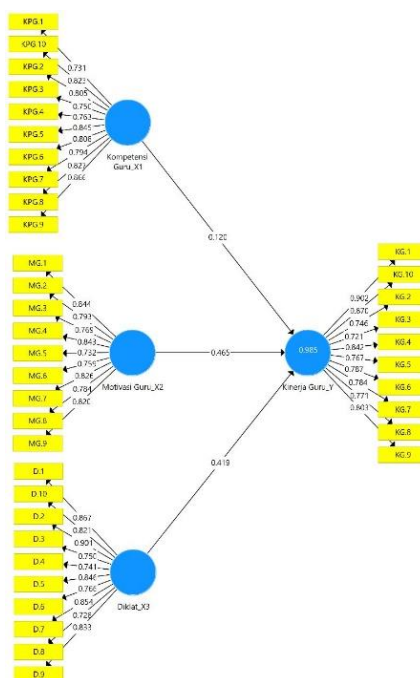 KPG.1
KPG.10
KPG.2
KPG.3
KPG.4
KPG.5
KPG.6
KPG.7
KPG.8
KPG.9
0.731
0.823
0.805
0.750
0.763
0.845
0.808
0.794
0.827
0.866
Kompetensi
Guru_X1
0.120
MG.1
MG.2
MG.3
MG.4
MG.5
MG.6
MG.7
MG.8
MG.9
0.844
0.793
0.769
0.843
0.732
0.759
0.826
0.784
0.820
Motivasi Guru_X2
0.465
D.1
D.10
D.2
D.3
D.4
D.5
D.6
D.7
D.8
D.9
0.867
0.821
0.901
0.750
0.741
0.846
0.766
0.854
0.728
0.833
Diklat_X3
0.419
0.985
Kinerja Guru_Y
0.902
0.870
0.746
0.721
0.842
0.767
0.787
0.784
0.771
0.803
KG.1
KG.10
KG.2
KG.3
KG.4
KG.5
KG.6
KG.7
KG.8
KG.9